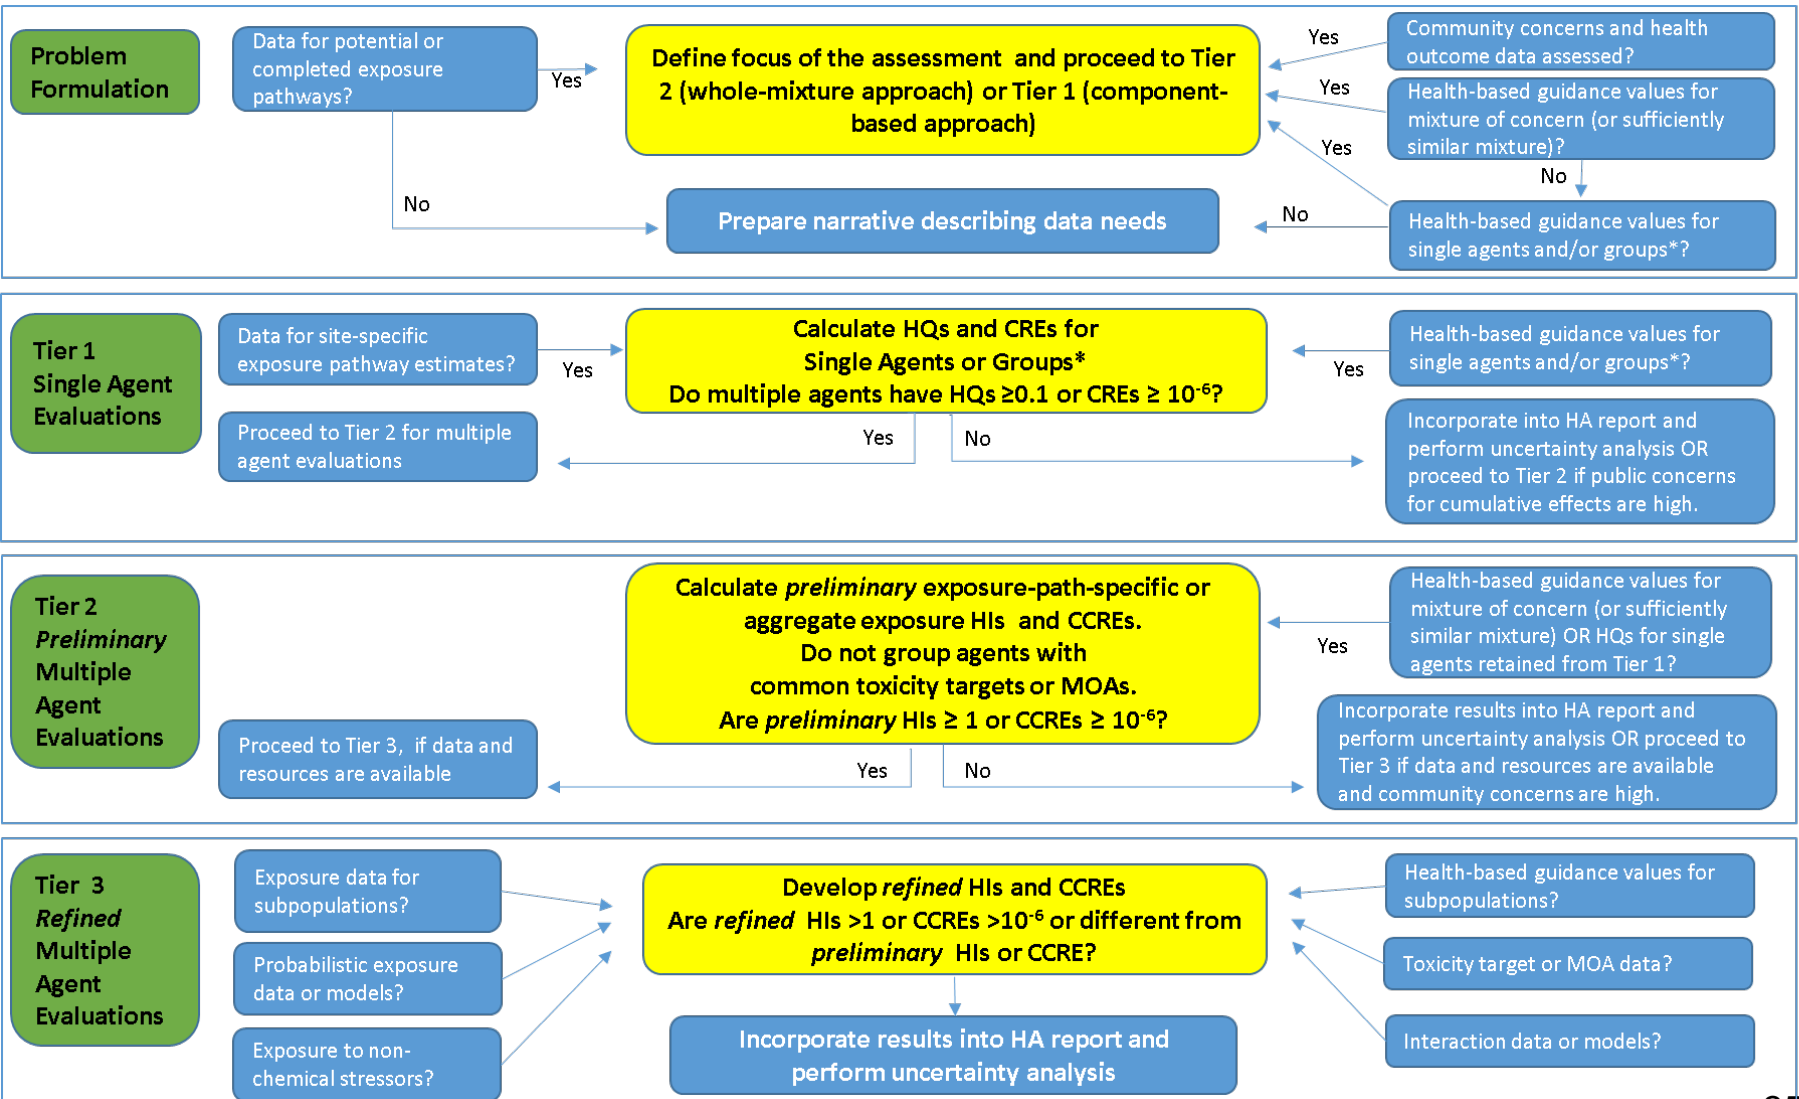 Problem
Formulation
Data for potential or
completed exposure
pathways?
Yes
No
Define focus of the assessment and proceed to Tier
2 (whole-mixture approach) or Tier 1 (component-
based approach)
Prepare narrative describing data needs
Yes
Community concerns and health
outcome data assessed?
Yes
Health-based guidance values for
mixture of concern (or sufficiently
similar mixture)?
Yes
No
No
Health-based guidance values for
single agents and/or groups*?
Tier 1
Single Agent
Evaluations
Data for site-specific
exposure pathway estimates?
Yes
Calculate HQs and CREs for
Single Agents or Groups*
Do multiple agents have HQs ≥0.1 or CREs ≥ 10-6?
Yes
Health-based guidance values for
single agents and/or groups*?
Proceed to Tier 2 for multiple
agent evaluations
Yes
No
Incorporate into HA report and
perform uncertainty analysis OR
proceed to Tier 2 if public concerns
for cumulative effects are high.
Tier 2
Preliminary
Multiple
Agent
Evaluations
Calculate preliminary exposure-path-specific or
aggregate exposure HIs and CCREs.
Do not group agents with
common toxicity targets or MOAs.
Are preliminary HIs ≥ 1 or CCREs ≥ 10-6?
Yes
Health-based guidance values for
mixture of concern (or sufficiently
similar mixture) OR HQs for single
agents retained from Tier 1?
Proceed to Tier 3, if data and
resources are available
Yes
No
Incorporate results into HA report and
perform uncertainty analysis OR proceed to
Tier 3 if data and resources are available
and community concerns are high.
Tier 3
Refined
Multiple
Agent
Evaluations
Exposure data for
subpopulations?
Probabilistic exposure
data or models?
Exposure to non-
chemical stressors?
Develop refined HIs and CCREs
Are refined HIs >1 or CCREs >10-6 or different from
preliminary HIs or CCRE?
Incorporate results into HA report and
perform uncertainty analysis
Health-based guidance values for
subpopulations?
Toxicity target or MOA data?
Interaction data or models?